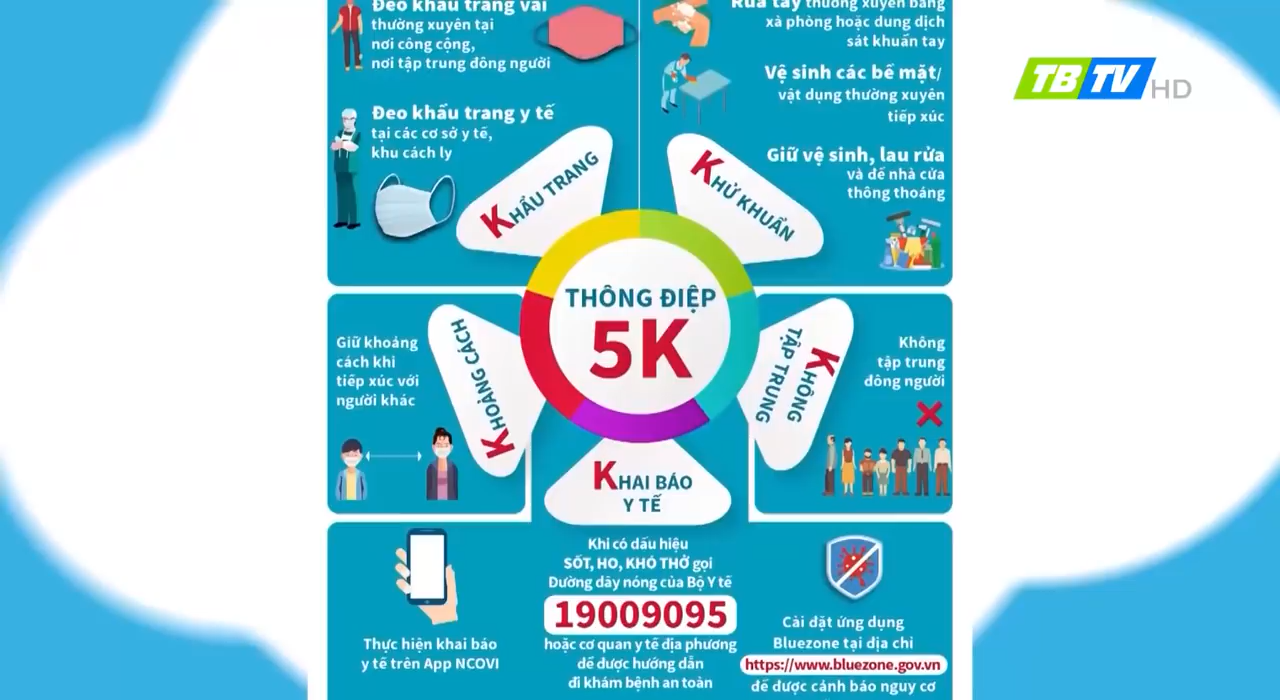 Đeo khẩu trang vải
thường xuyên tại
nơi công cộng,
nơi tập trung đông người
Đeo khẩu trang y tế
tại các cơ sở y tế,
khu cách ly
KHẨU TRANG
Rửa tay thường xuyên bằng
xà phòng hoặc dung dịch
sát khuẩn tay
Vệ sinh các bề mặt/
vật dụng thường xuyên
tiếp xúc
Giữ vệ sinh, lau rửa
và để nhà cửa
thông thoáng
KHỬ KHUẨN
TBTV HD
THÔNG ĐIỆP
5K
Giữ khoảng
cách khi
tiếp xúc với
người khác
KHOẢNG CÁCH
KHÔNG
TẬP TRUNG
Không
tập trung
đông người
KHAI BÁO
Y TẾ
Thực hiện khai báo
y tế trên App NCOVI
Khi có dấu hiệu
SỐT, HO, KHÓ THỞ gọi
Đường dây nóng của Bộ Y tế
19009095
hoặc cơ quan y tế địa phương
để được hướng dẫn
đi khám bệnh an toàn
Cài đặt ứng dụng
Bluezone tại địa chỉ
https://www.bluezone.gov.vn
để được cảnh báo nguy cơ